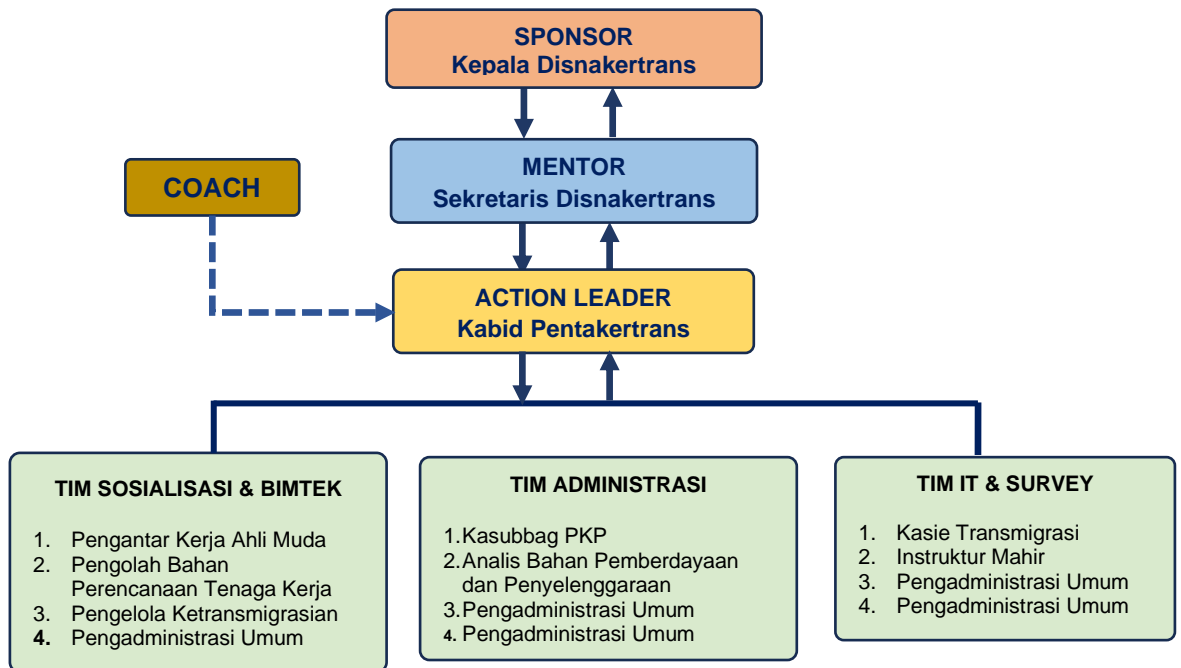 SPONSOR
Kepala Disnakertrans
MENTOR
Sekretaris Disnakertrans
COACH
ACTION LEADER
Kabid Pentakertrans
TIM SOSIALISASI & BIMTEK
1. Pengantar Kerja Ahli Muda
2. Pengolah Bahan
Perencanaan Tenaga Kerja
3. Pengelola Ketransmigrasian
4. Pengadministrasi Umum
TIM ADMINISTRASI
1.Kasubbag PKP
2.Analis Bahan Pemberdayaan
dan Penyelenggaraan
3.Pengadministrasi Umum
4. Pengadministrasi Umum
TIM IT & SURVEY
1. Kasie Transmigrasi
2. Instruktur Mahir
3. Pengadministrasi Umum
4. Pengadministrasi Umum